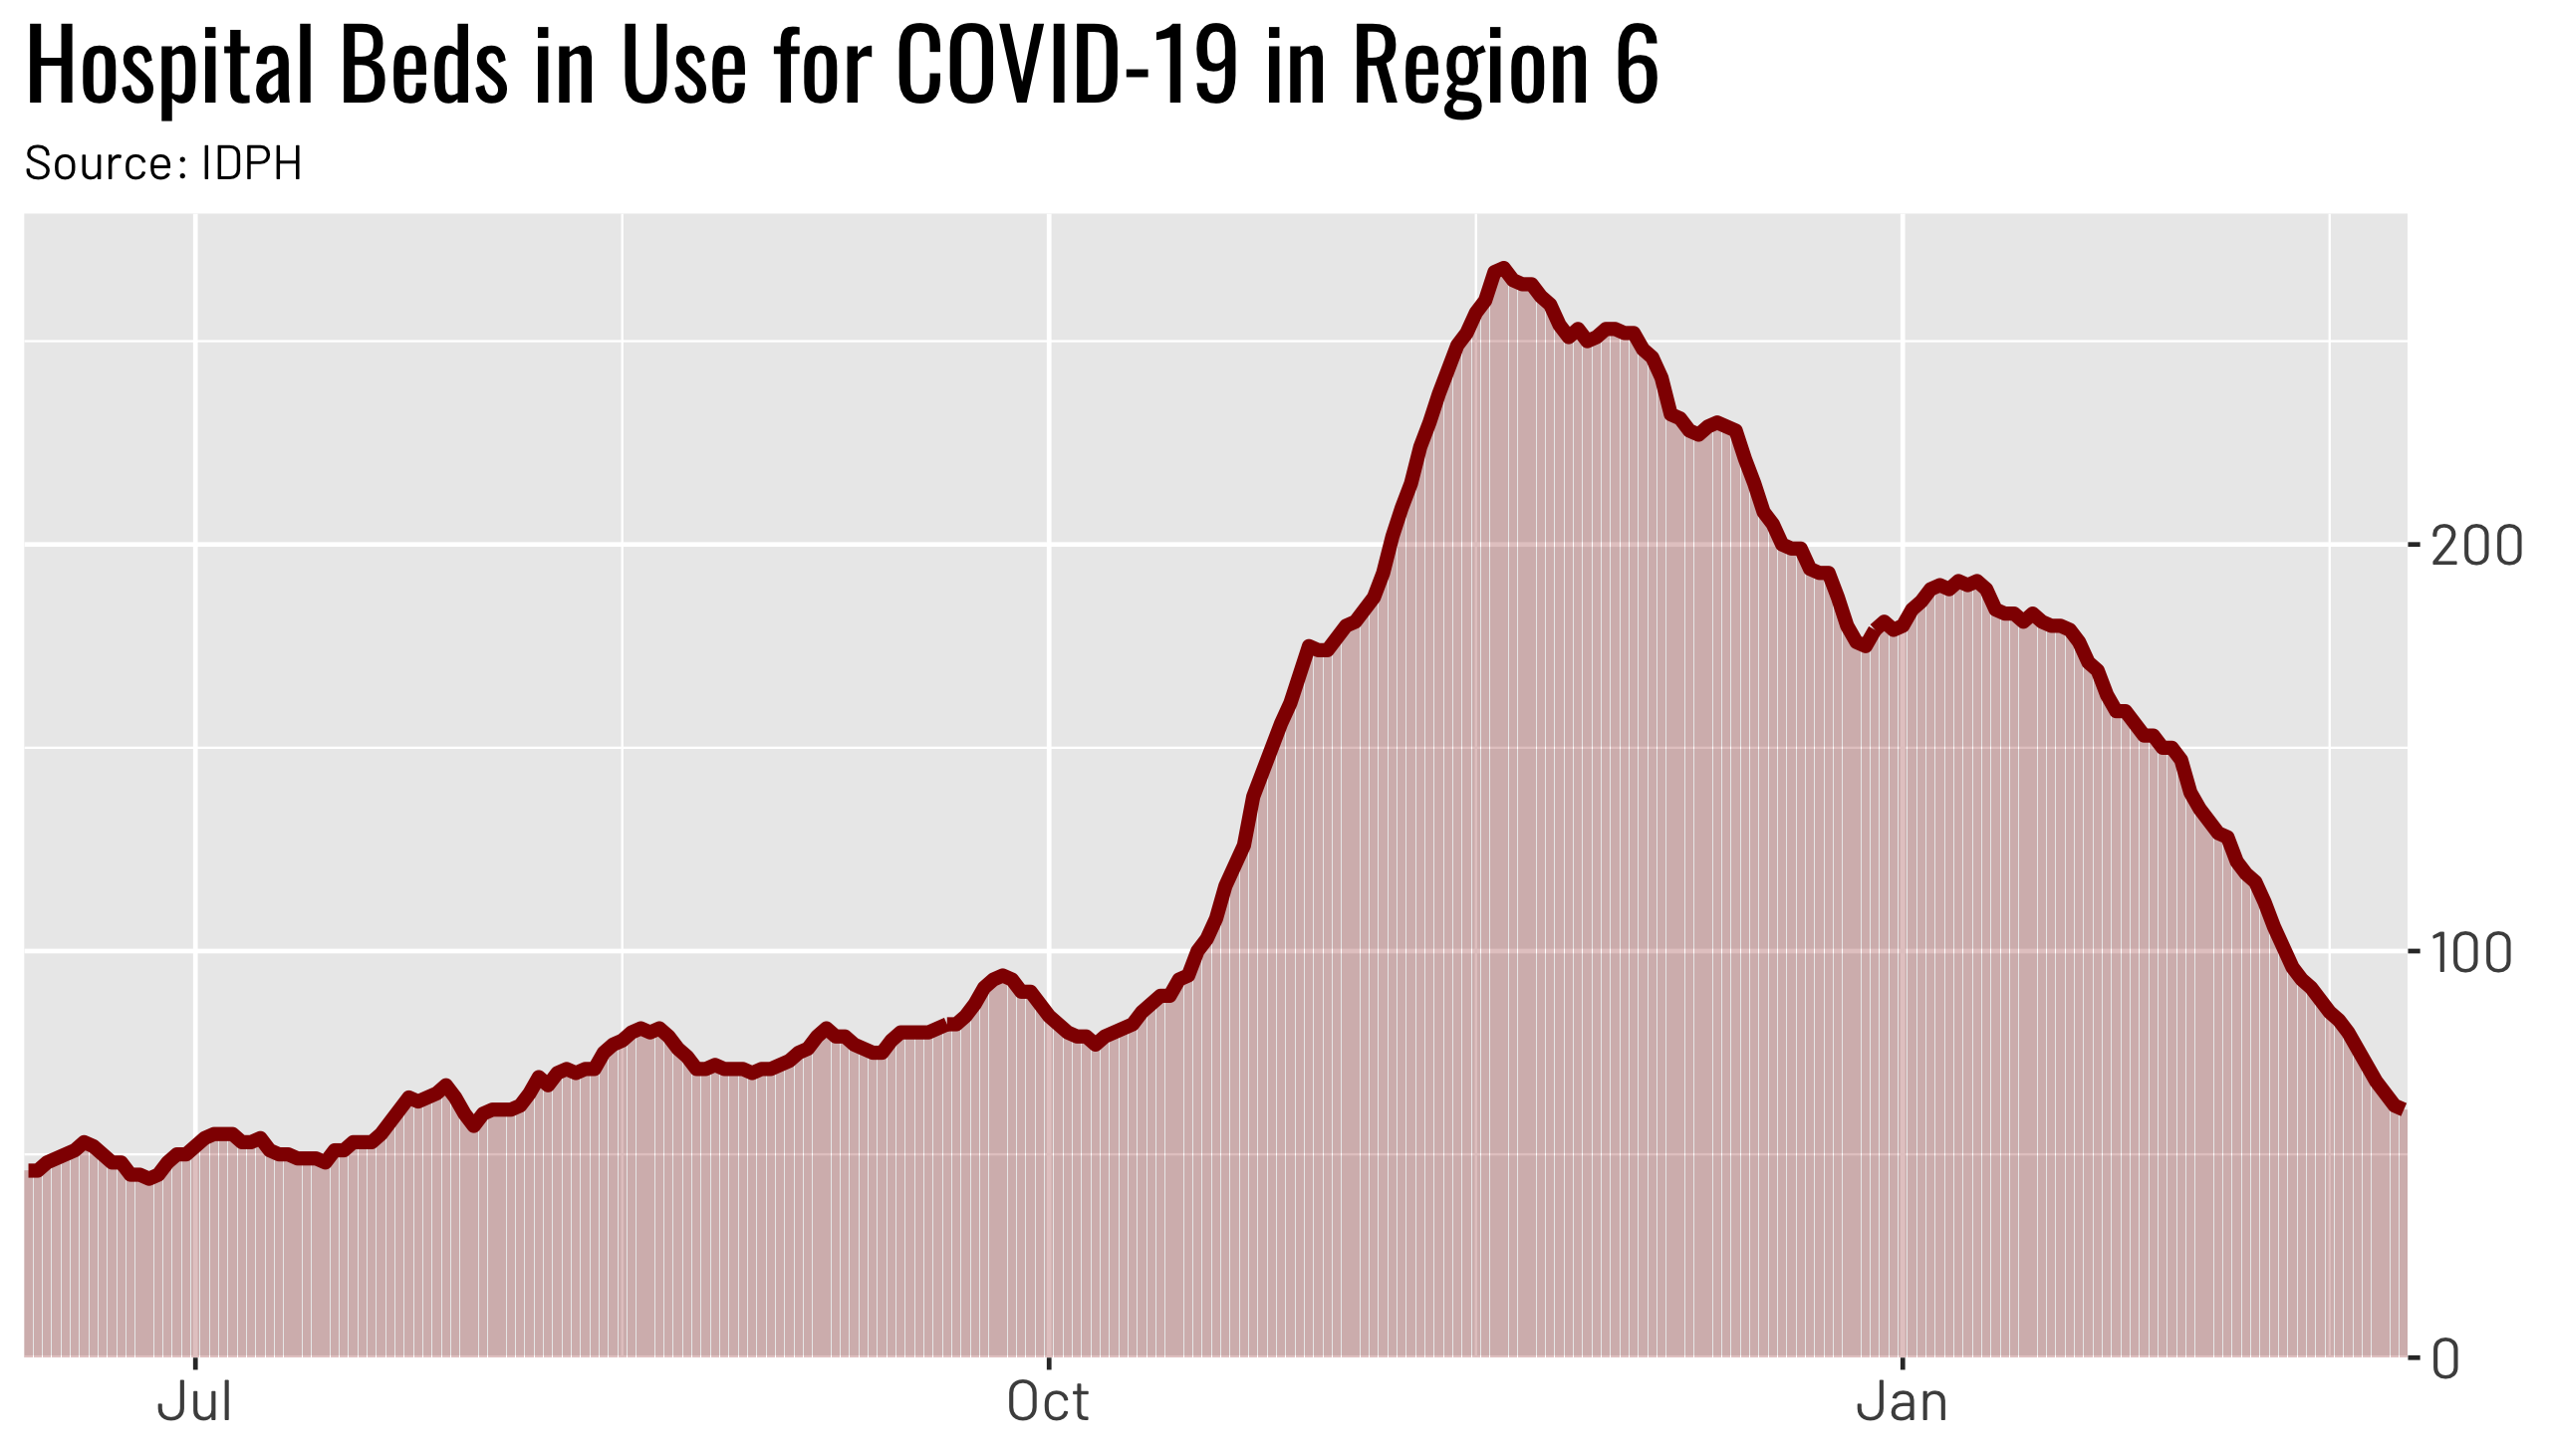 Hospital Beds in Use for COVID-19 in Region 6
Source: IDPH
200
100
0
Jul Oct Jan